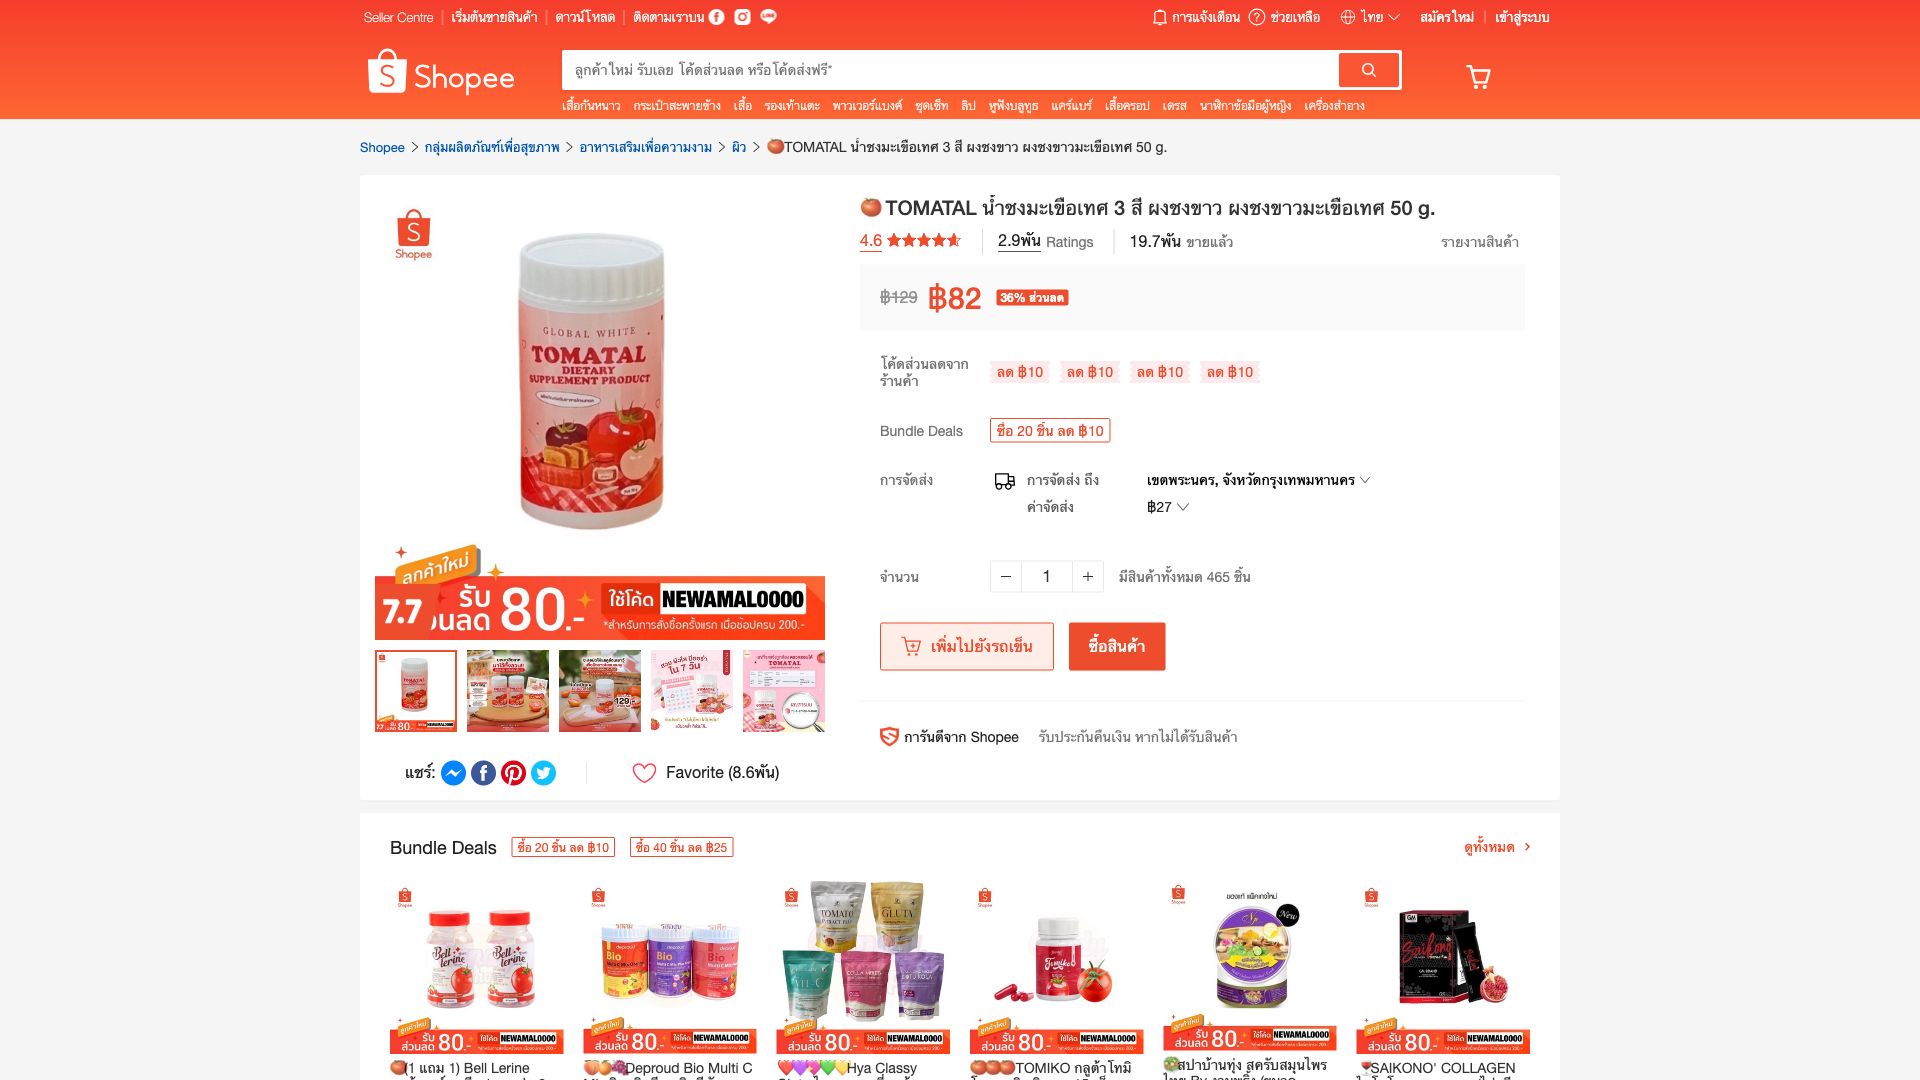 Seller Centre
เริ่มต้นขายสินค้า
ดาวน์โหลด
ติดตามเราบน
การแจ้งเตือน
ช่วยเหลือ
ไทย
สมัครใหม่
เข้าสู่ระบบ
Shopee
ลูกค้าใหม่ รับเลย โค้ดส่วนลด หรือโค้ดส่งฟรี*
เสื้อกันหนาว กระเป๋าสะพายข้าง เสื้อ รองเท้าแตะ พาวเวอร์แบงค์ ชุดเซ็ท ลิป หูฟังบลูทูธ แคร์แบร์ เสื้อครอป เดรส นาฬิกาข้อมือผู้หญิง เครื่องสำอาง
Shopee > กลุ่มผลิตภัณฑ์เพื่อสุขภาพ > อาหารเสริมเพื่อความงาม > ผิว > 🍅TOMATAL น้ำชงมะเขือเทศ 3 สี ผงชงขาว ผงชงขาวมะเขือเทศ 50 g.
Shopee
GLOBAL WHITE
TOMATAL
DIETARY
SUPPLEMENT PRODUCT
ลูกค้าใหม่
7.7 รับส่วนลด 80.- ใช้โค้ด NEWAMAL0000
*สำหรับการสั่งซื้อครั้งแรก เมื่อช้อปครบ 200.-
แชร์:
Favorite (8.6พัน)
🍅TOMATAL น้ำชงมะเขือเทศ 3 สี ผงชงขาว ผงชงขาวมะเขือเทศ 50 g.
4.6
2.9พัน Ratings
19.7พัน ขายแล้ว
รายงานสินค้า
฿129 ฿82 36% ส่วนลด
โค้ดส่วนลดจากร้านค้า
ลด ฿10 ลด ฿10 ลด ฿10 ลด ฿10
Bundle Deals
ซื้อ 20 ชิ้น ลด ฿10
การจัดส่ง
การจัดส่ง ถึง
เขตพระนคร, จังหวัดกรุงเทพมหานคร
ค่าจัดส่ง
฿27
จำนวน
1
มีสินค้าทั้งหมด 465 ชิ้น
เพิ่มไปยังรถเข็น
ซื้อสินค้า
การันตีจาก Shopee
รับประกันคืนเงิน หากไม่ได้รับสินค้า
Bundle Deals
ซื้อ 20 ชิ้น ลด ฿10
ซื้อ 40 ชิ้น ลด ฿25
ดูทั้งหมด
ลูกค้าใหม่
รับส่วนลด 80.- ใช้โค้ด NEWAMAL0000
(1 แถม 1) Bell Lerine
Deproud Bio Multi C
Hya Classy
TOMIKO กลูต้าโทมิ
สปาบ้านทุ่ง สครับสมุนไพร
SAIKONO' COLLAGEN